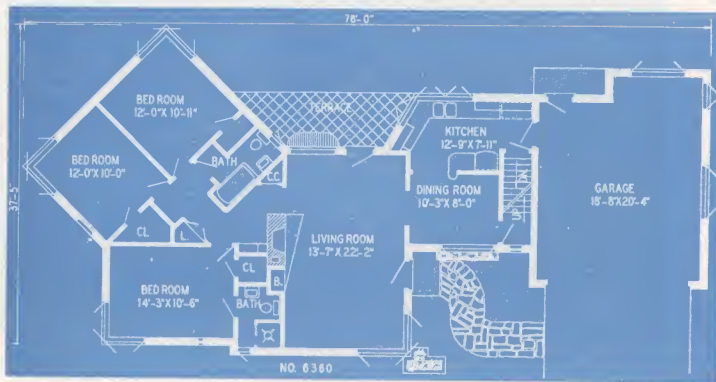 78'-0"
BED ROOM
12'-0"X 10'-11"
TERRACE
KITCHEN
12'-9"X 7'-11"
BED ROOM
12'-0"X 10'-0"
BATH
C.C.
DINING ROOM
10'-3"X 8'-0"
UP
DN
GARAGE
18'-8"X20'-4"
37'-5"
CL
L.
LIVING ROOM
13'-7"X 22'-2"
CL
B.
BED ROOM
14'-3"X 10'-6"
BATH
NO. 6360